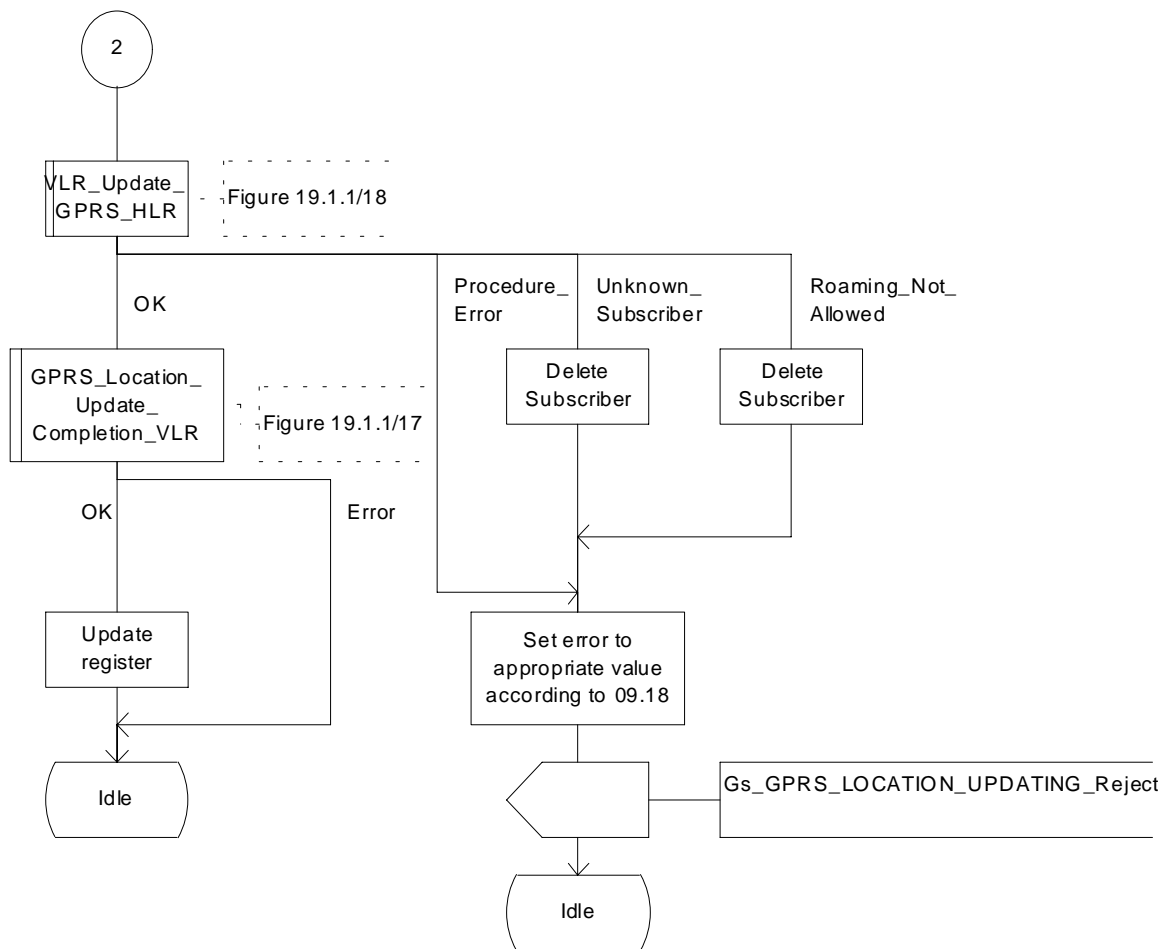 2
VLR_Update_
GPRS_HLR
Figure 19.1.1/18
OK
Procedure_
Error
Unknown_
Subscriber
Roaming_Not_
Allowed
GPRS_Location_
Update_
Completion_VLR
Figure 19.1.1/17
Delete
Subscriber
Delete
Subscriber
OK
Error
Update
register
Set error to
appropriate value
according to 09.18
Idle
Gs_GPRS_LOCATION_UPDATING_Reject
Idle